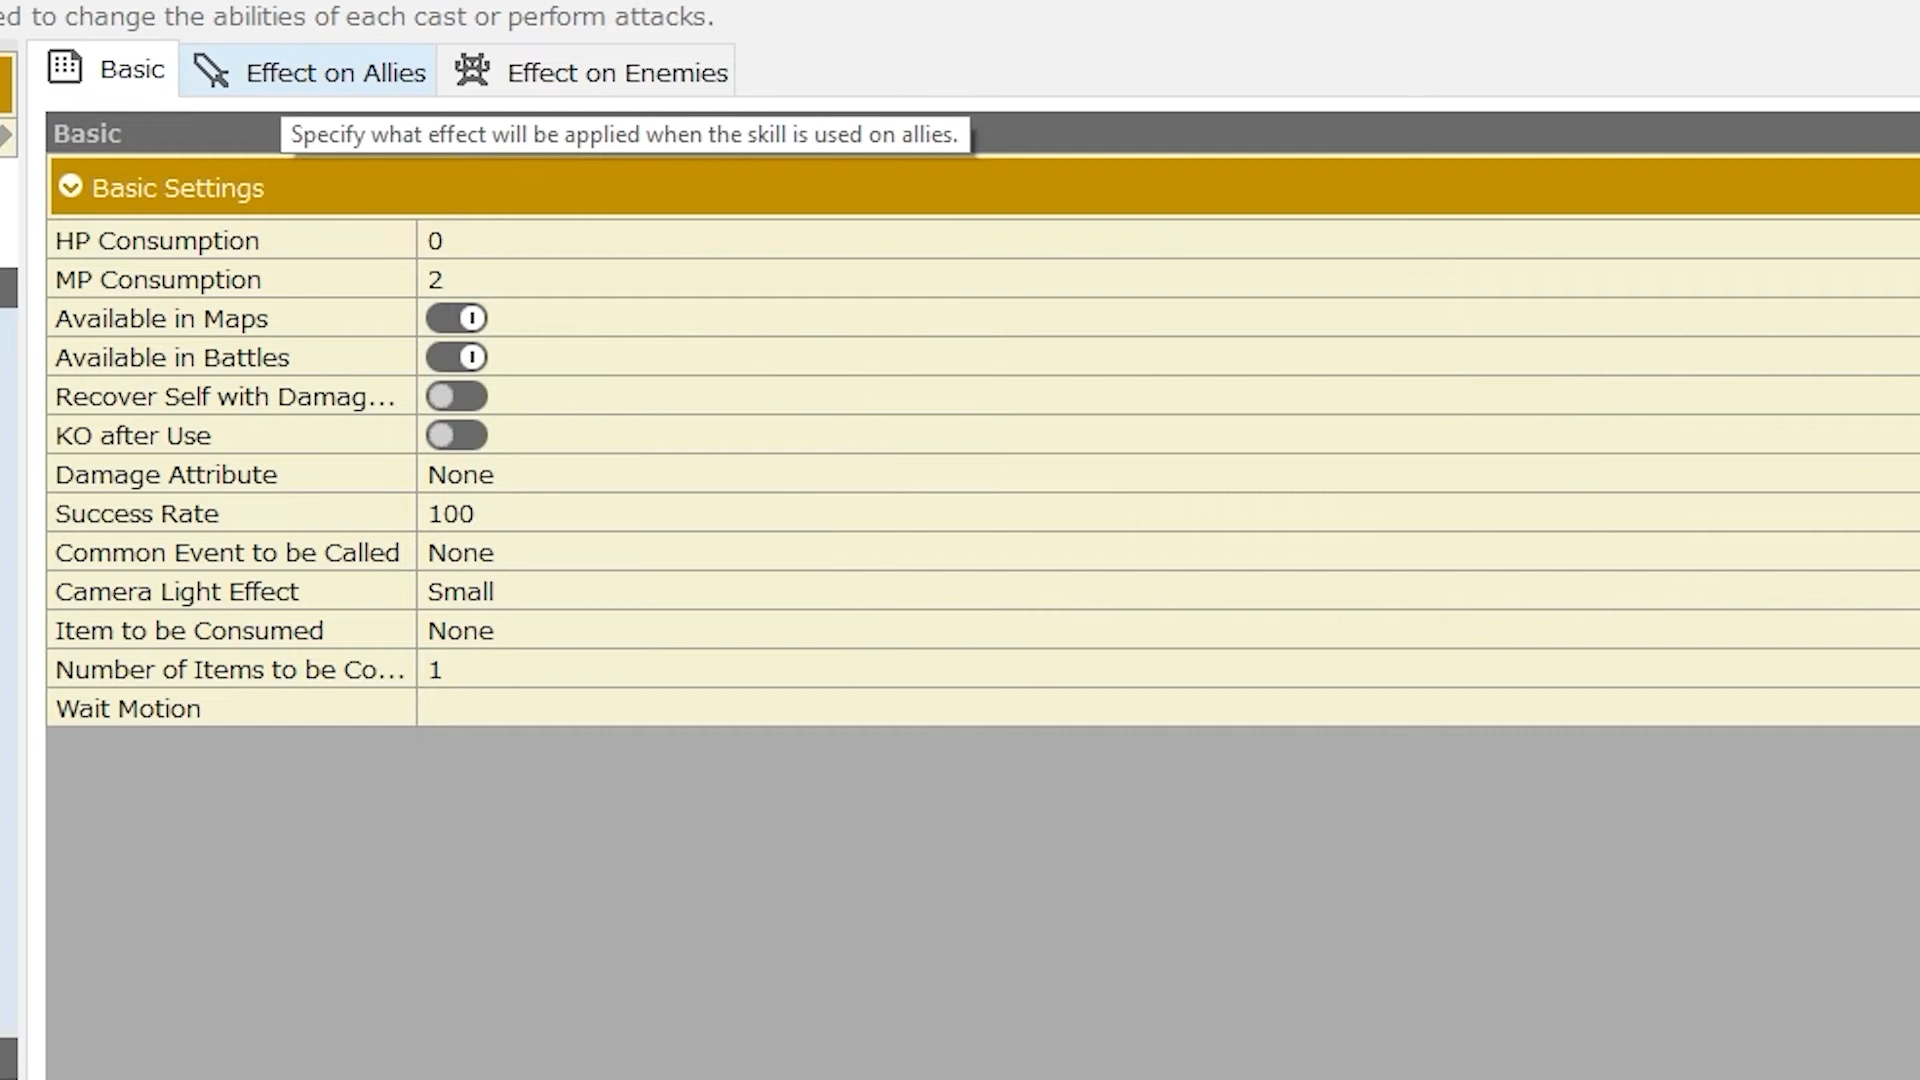 ed to change the abilities of each cast or perform attacks.
Basic
Effect on Allies
Effect on Enemies
Basic
Specify what effect will be applied when the skill is used on allies.
Basic Settings
HP Consumption 0
MP Consumption 2
Available in Maps
Available in Battles
Recover Self with Damag...
KO after Use
Damage Attribute None
Success Rate 100
Common Event to be Called None
Camera Light Effect Small
Item to be Consumed None
Number of Items to be Co... 1
Wait Motion